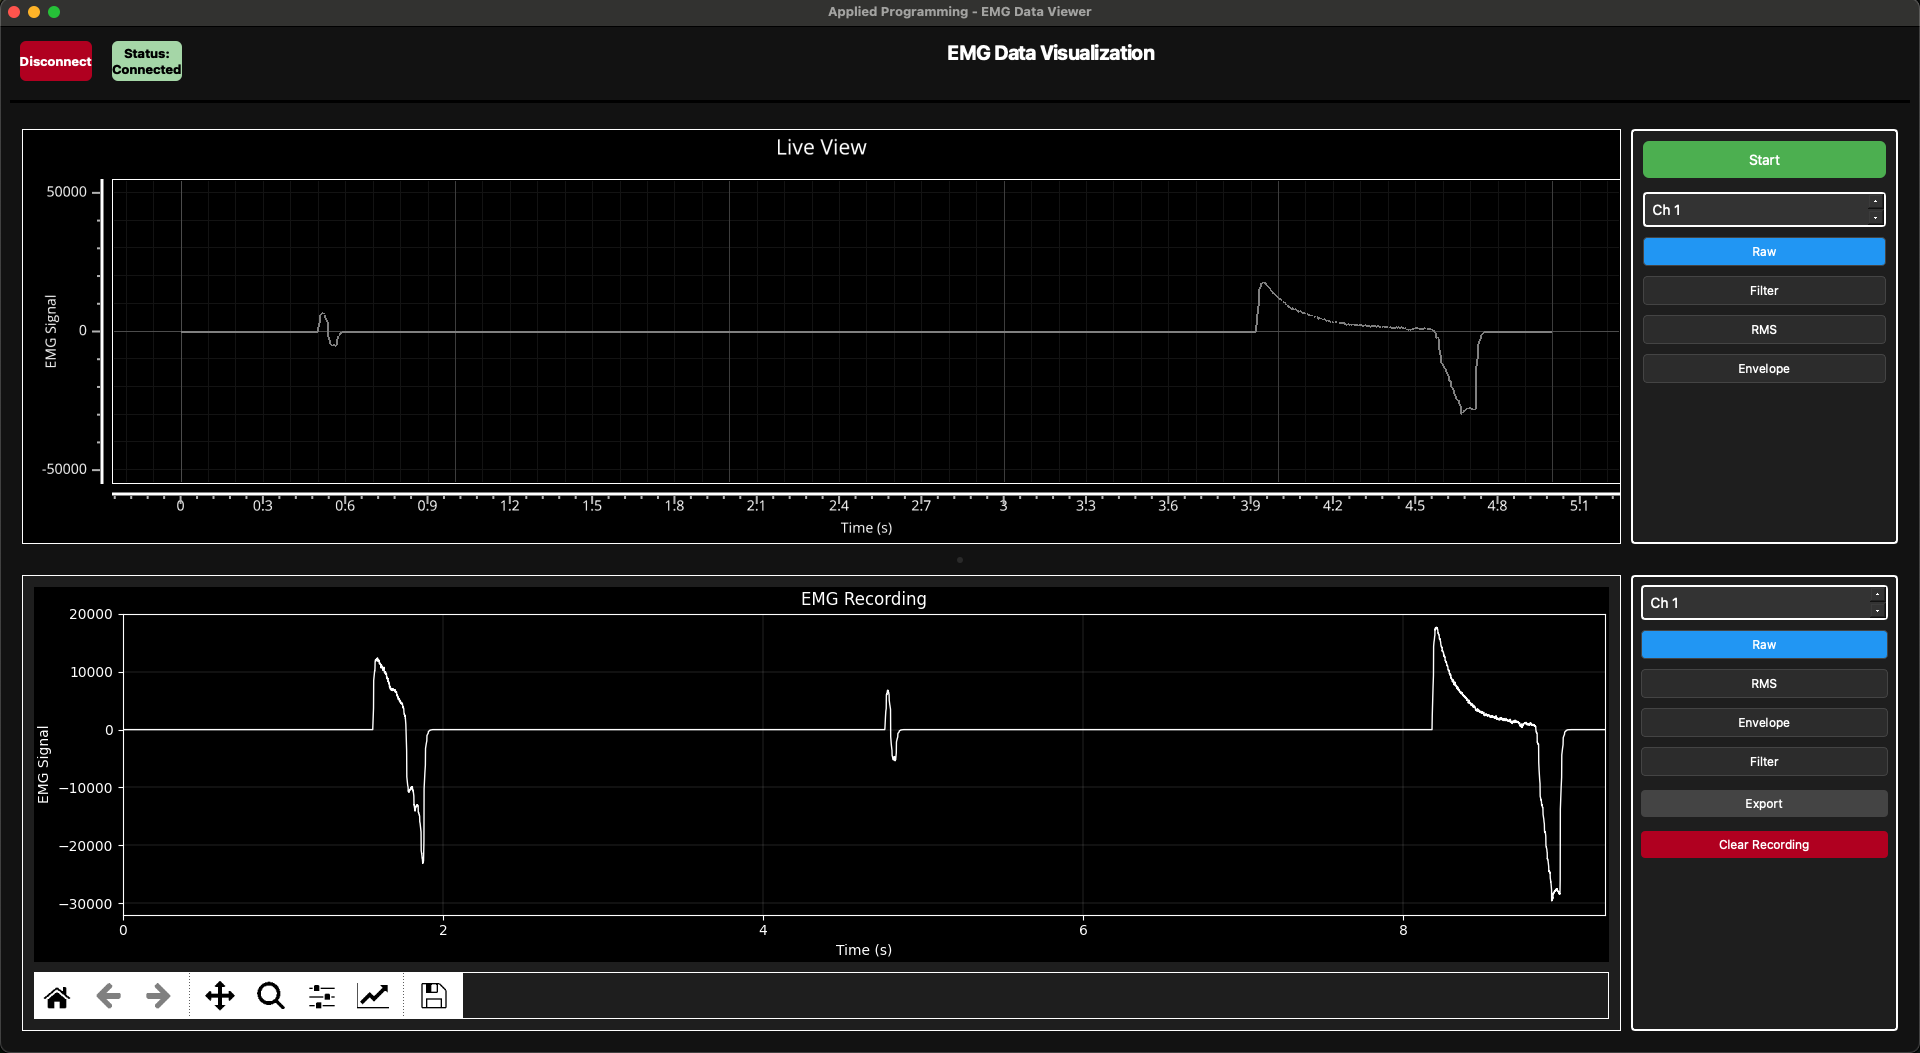 Applied Programming - EMG Data Viewer
Disconnect
Status:
Connected
EMG Data Visualization
Live View
50000
0
-50000
EMG Signal
0 0.3 0.6 0.9 1.2 1.5 1.8 2.1 2.4 2.7 3 3.3 3.6 3.9 4.2 4.5 4.8 5.1
Time (s)
Start
Ch 1
Raw
Filter
RMS
Envelope
EMG Recording
20000
10000
0
−10000
−20000
−30000
EMG Signal
0 2 4 6 8
Time (s)
Ch 1
Raw
RMS
Envelope
Filter
Export
Clear Recording